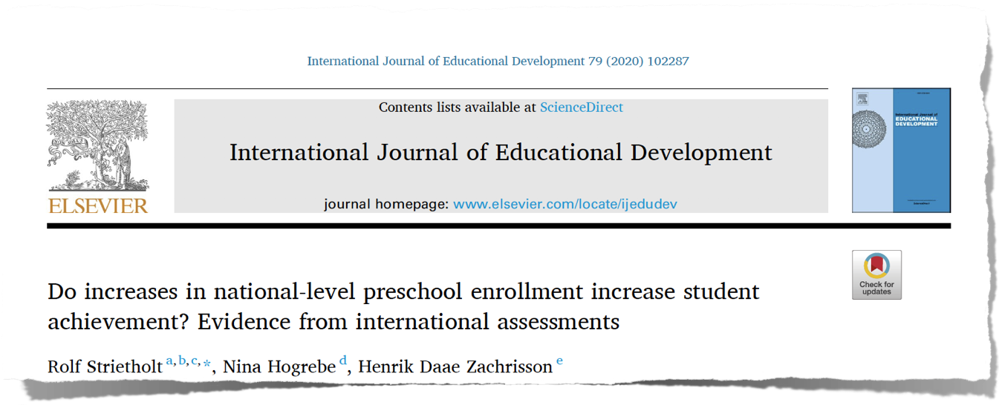 International Journal of Educational Development 79 (2020) 102287
Contents lists available at ScienceDirect
International Journal of Educational Development
journal homepage: www.elsevier.com/locate/ijedudev
ELSEVIER
International Journal of
EDUCATIONAL
DEVELOPMENT
Check for
updates
Do increases in national-level preschool enrollment increase student
achievement? Evidence from international assessments
Rolf Strietholt a,b,c,*, Nina Hogrebe d, Henrik Daae Zachrisson e